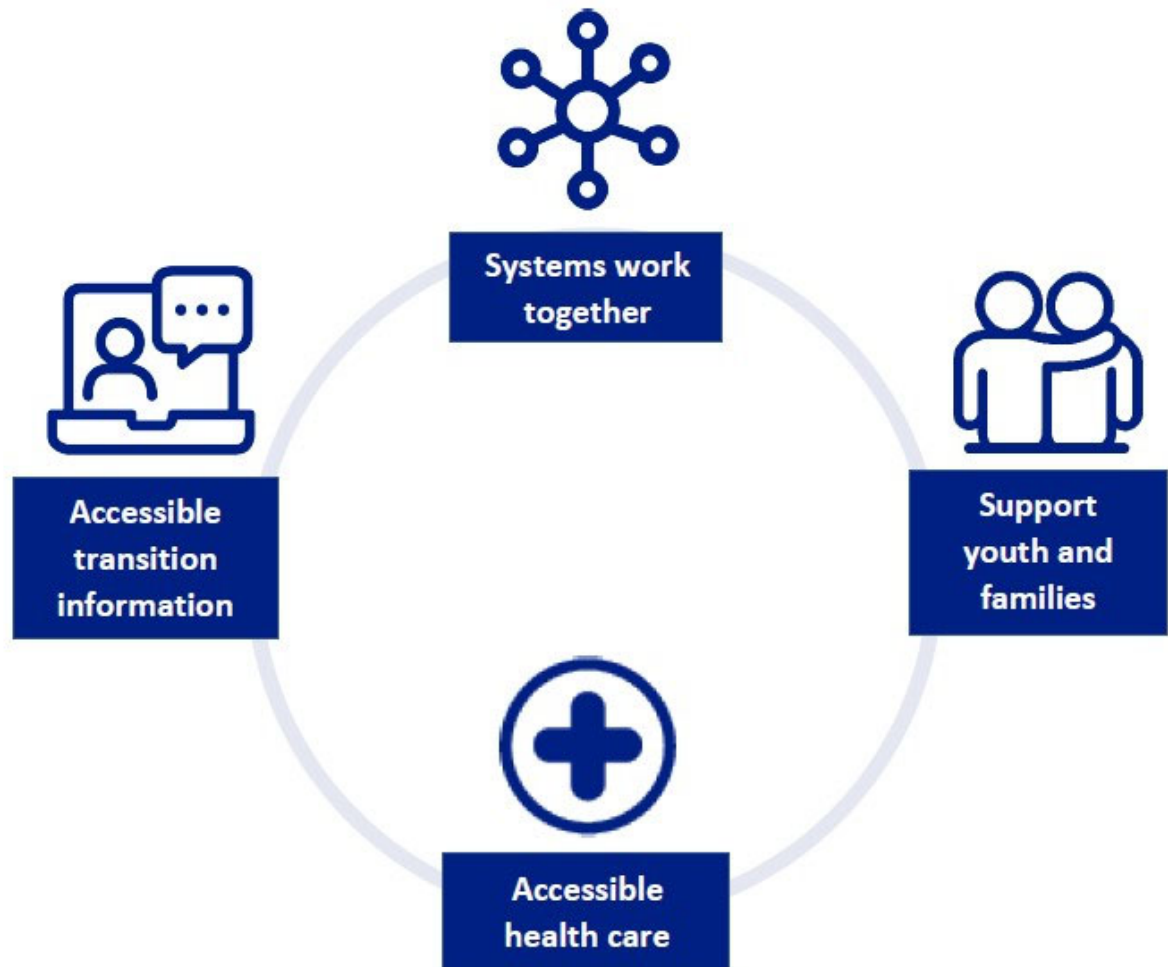 Systems work
together
Accessible
transition
information
Support
youth and
families
Accessible
health care